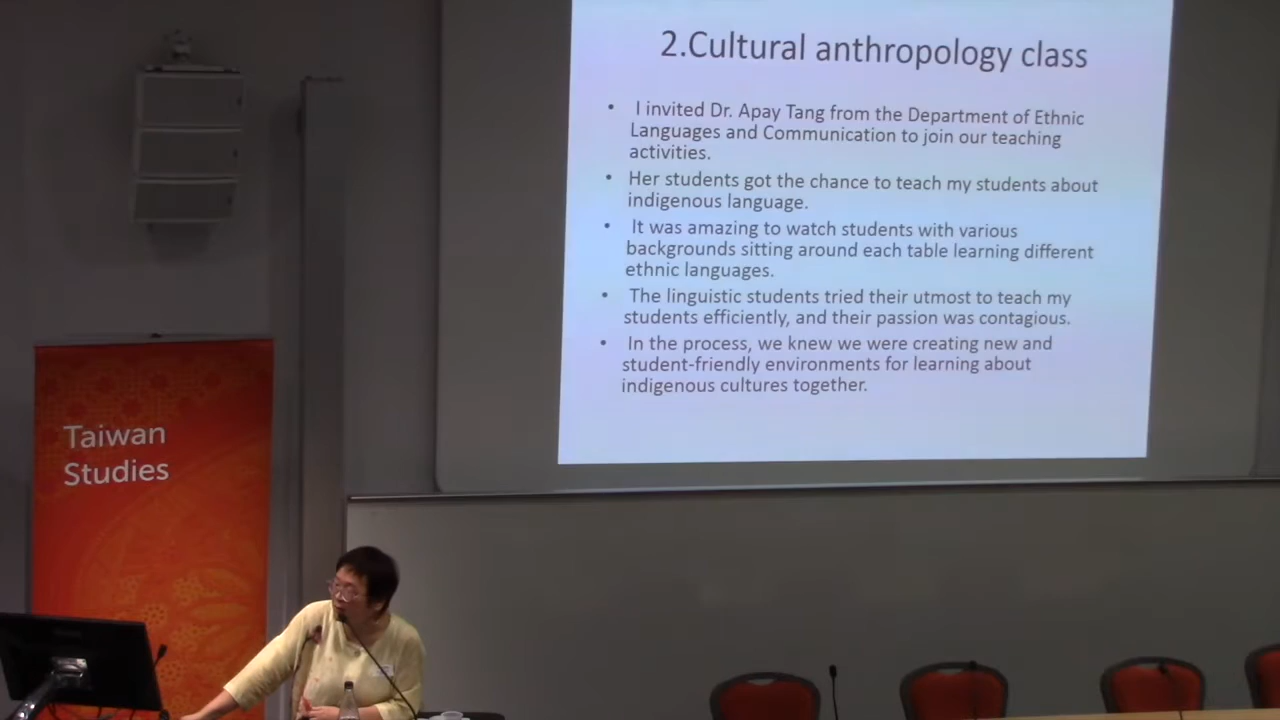 2.Cultural anthropology class
• I invited Dr. Apay Tang from the Department of Ethnic
Languages and Communication to join our teaching
activities.
• Her students got the chance to teach my students about
indigenous language.
• It was amazing to watch students with various
backgrounds sitting around each table learning different
ethnic languages.
• The linguistic students tried their utmost to teach my
students efficiently, and their passion was contagious.
• In the process, we knew we were creating new and
student-friendly environments for learning about
indigenous cultures together.
Taiwan
Studies